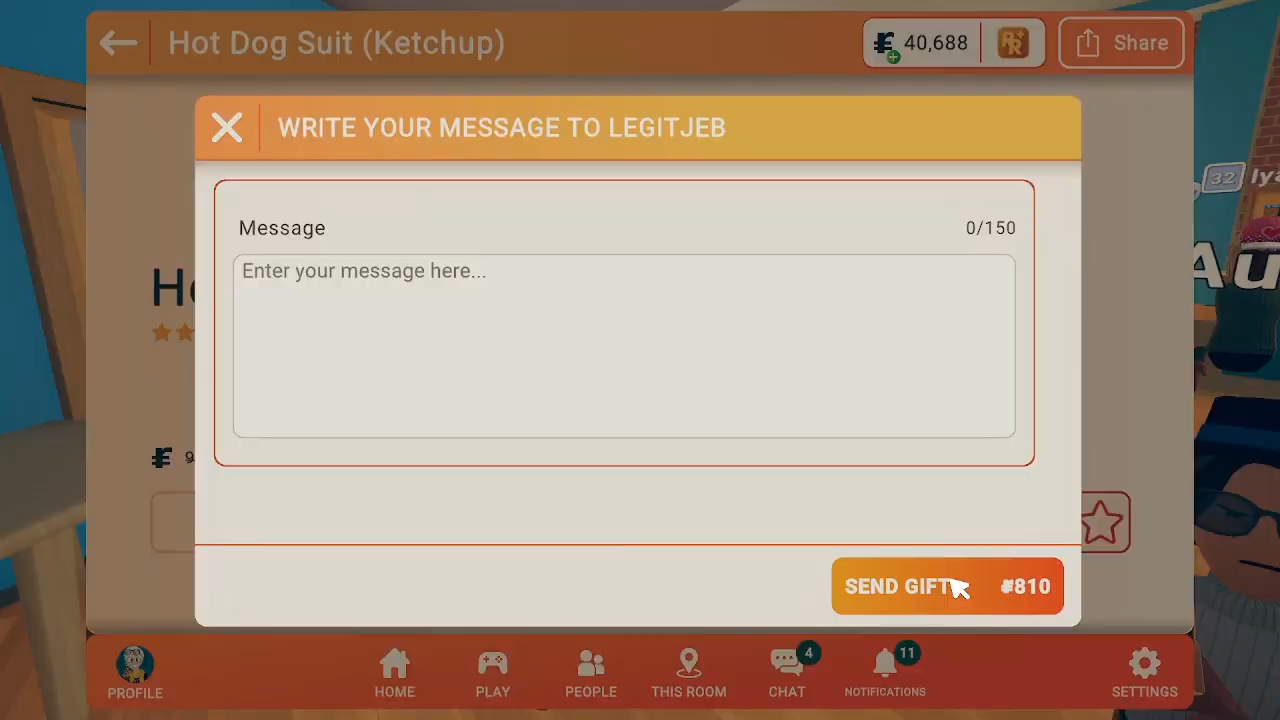 Hot Dog Suit (Ketchup)
40,688
Share
WRITE YOUR MESSAGE TO LEGITJEB
32
Message
0/150
Enter your message here...
SEND GIFT
810
PROFILE
HOME
PLAY
PEOPLE
THIS ROOM
4
CHAT
11
NOTIFICATIONS
SETTINGS